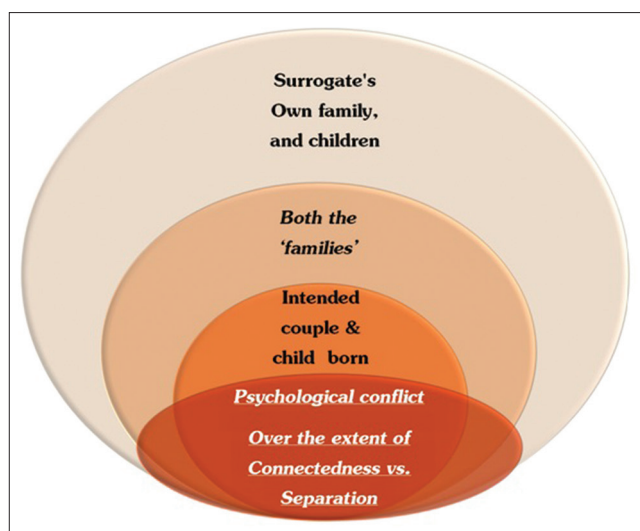 Surrogate's
Own family,
and children
Both the
‘families’
Intended
couple &
child born
Psychological conflict
Over the extent of
Connectedness vs.
Separation